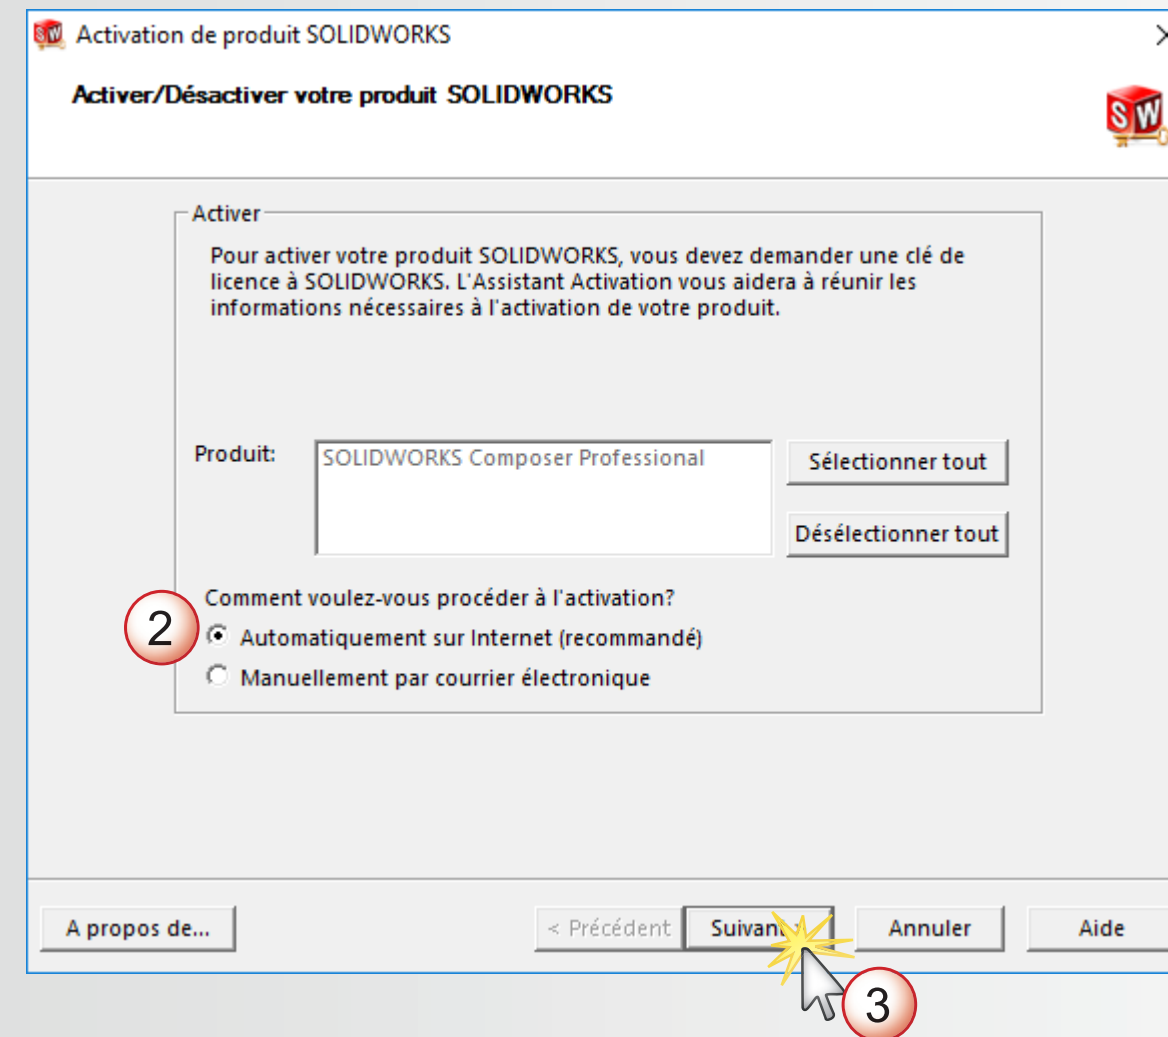 Activation de produit SOLIDWORKS
Activer/Désactiver votre produit SOLIDWORKS
SW
Activer
Pour activer votre produit SOLIDWORKS, vous devez demander une clé de
licence à SOLIDWORKS. L'Assistant Activation vous aidera à réunir les
informations nécessaires à l'activation de votre produit.
Produit:
SOLIDWORKS Composer Professional
Sélectionner tout
Désélectionner tout
Comment voulez-vous procéder à l'activation?
2
Automatiquement sur Internet (recommandé)
Manuellement par courrier électronique
A propos de...
< Précédent
Suivant >
Annuler
Aide
3